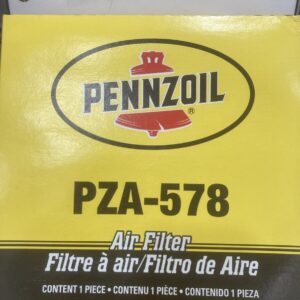 PENNZOIL
®
PZA-578
Air Filter
Filtre à air/Filtro de Aire
CONTENT 1 PIECE • CONTENU 1 PIÈCE • CONTENIDO 1 PIEZA